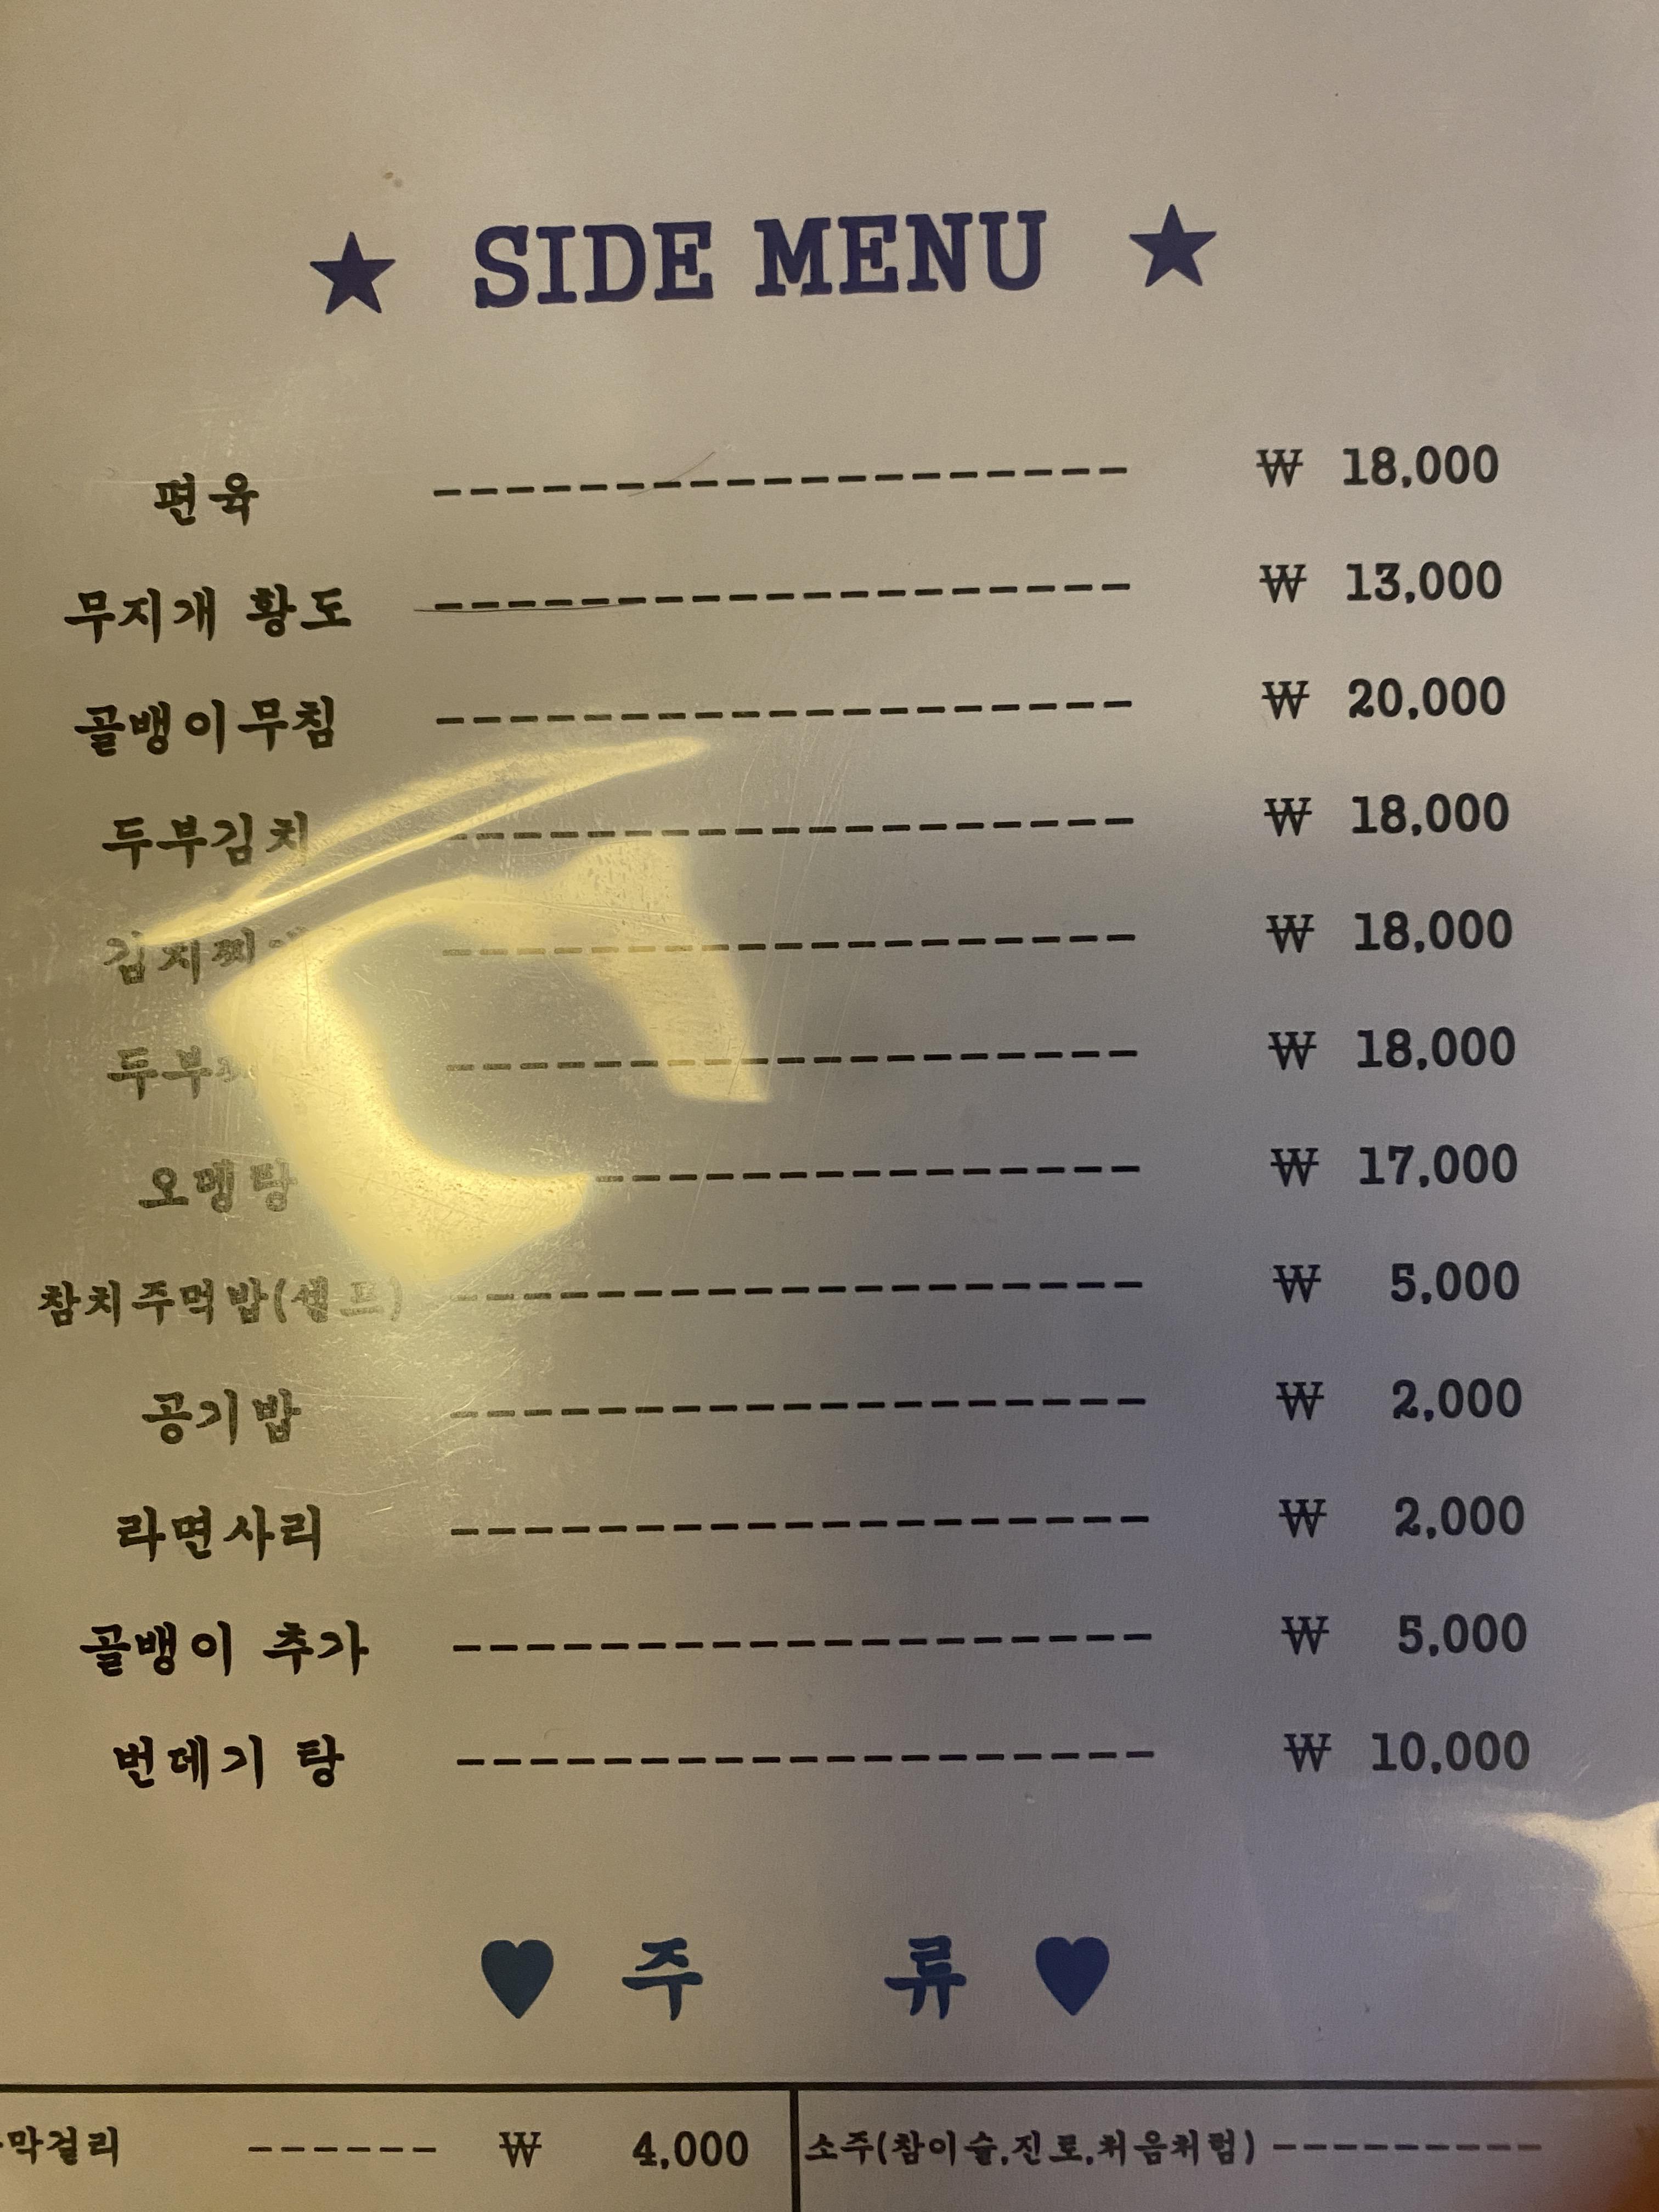 ★ SIDE MENU ★
편육 ------------------- ₩ 18,000
무지개 황도 ------------------- ₩ 13,000
골뱅이무침 ------------------- ₩ 20,000
두부김치 ------------------- ₩ 18,000
------------------- ₩ 18,000
------------------- ₩ 18,000
오뎅탕 ---------------- ₩ 17,000
참치주먹밥(셀프) ------------------- ₩ 5,000
공기밥 ------------------- ₩ 2,000
라면사리 ------------------- ₩ 2,000
골뱅이 추가 ------------------- ₩ 5,000
번데기 탕 ------------------- ₩ 10,000
♥ 주 류 ♥
막걸리 ------ ₩ 4,000 소주(참이슬,진로,처음처럼) ---------